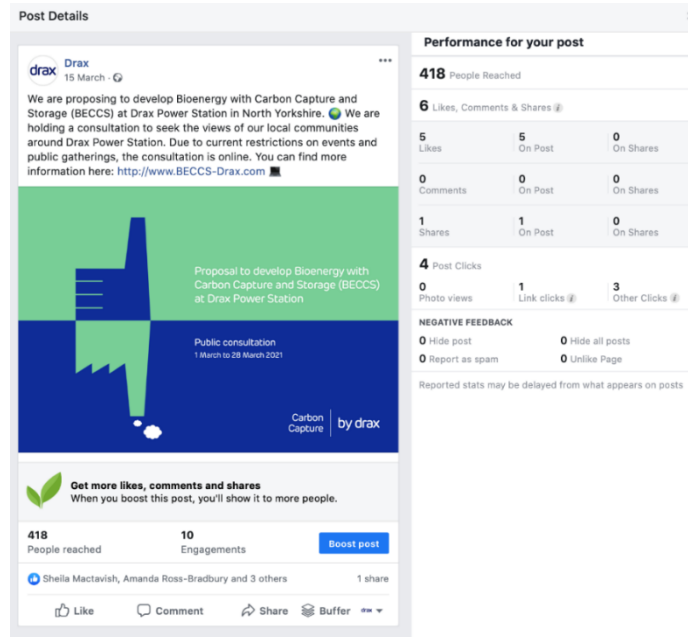 Post Details
drax
Drax
15 March ·
We are proposing to develop Bioenergy with Carbon Capture and
Storage (BECCS) at Drax Power Station in North Yorkshire. 🌍 We are
holding a consultation to seek the views of our local communities
around Drax Power Station. Due to current restrictions on events and
public gatherings, the consultation is online. You can find more
information here: http://www.BECCS-Drax.com 💻
Proposal to develop Bioenergy with
Carbon Capture and Storage (BECCS)
at Drax Power Station
Public consultation
1 March to 28 March 2021
Carbon
Capture
by drax
Get more likes, comments and shares
When you boost this post, you'll show it to more people.
418 10
People reached Engagements
Boost post
Sheila Mactavish, Amanda Ross-Bradbury and 3 others 1 share
Like Comment Share Buffer drax
Performance for your post
418 People Reached
6 Likes, Comments & Shares
5 5 0
Likes On Post On Shares
0 0 0
Comments On Post On Shares
1 1 0
Shares On Post On Shares
4 Post Clicks
0 1 3
Photo views Link clicks Other Clicks
NEGATIVE FEEDBACK
0 Hide post 0 Hide all posts
0 Report as spam 0 Unlike Page
Reported stats may be delayed from what appears on posts